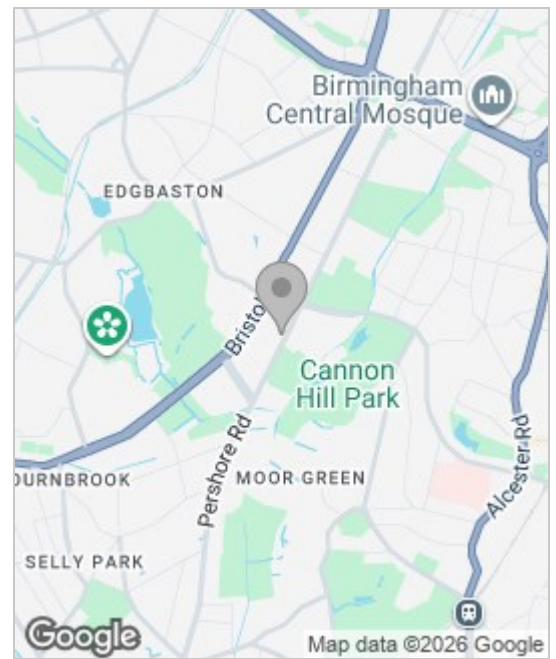 Birmingham
Central Mosque
EDGBASTON
Bristol
Cannon
Hill Park
Pershore Rd
MOOR GREEN
Alcester Rd
OURNBROOK
SELLY PARK
Google
Map data ©2026 Google